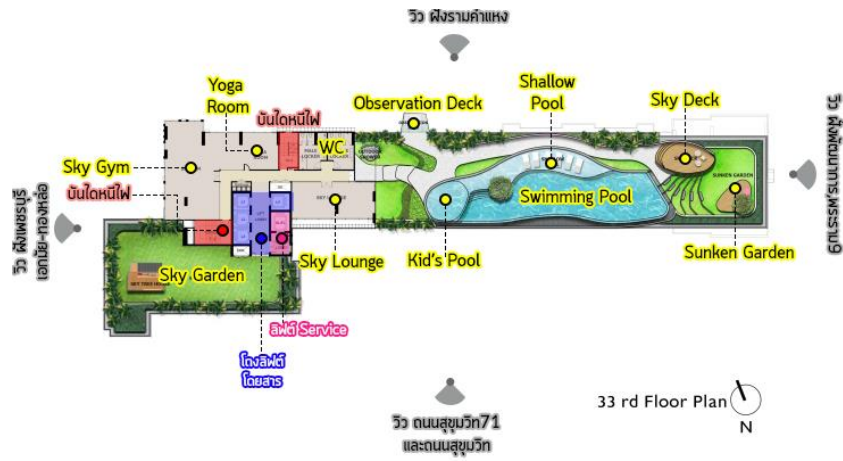 วิว ฝั่งรามคำแหง
Yoga
Room
บันไดหนีไฟ
Observation Deck
Shallow
Pool
Sky Deck
WC
Sky Gym
บันไดหนีไฟ
วิว ฝั่งเพชรบุรี
เอกมัย-ทองหล่อ
วิว ฝั่งพัฒนาการ,พระราม9
SUNKEN GARDEN
Swimming Pool
Sky Garden
Sky Lounge
Kid's Pool
Sunken Garden
ลิฟต์ Service
โถงลิฟต์
โดยสาร
33 rd Floor Plan
N
วิว ถนนสุขุมวิท71
และถนนสุขุมวิท